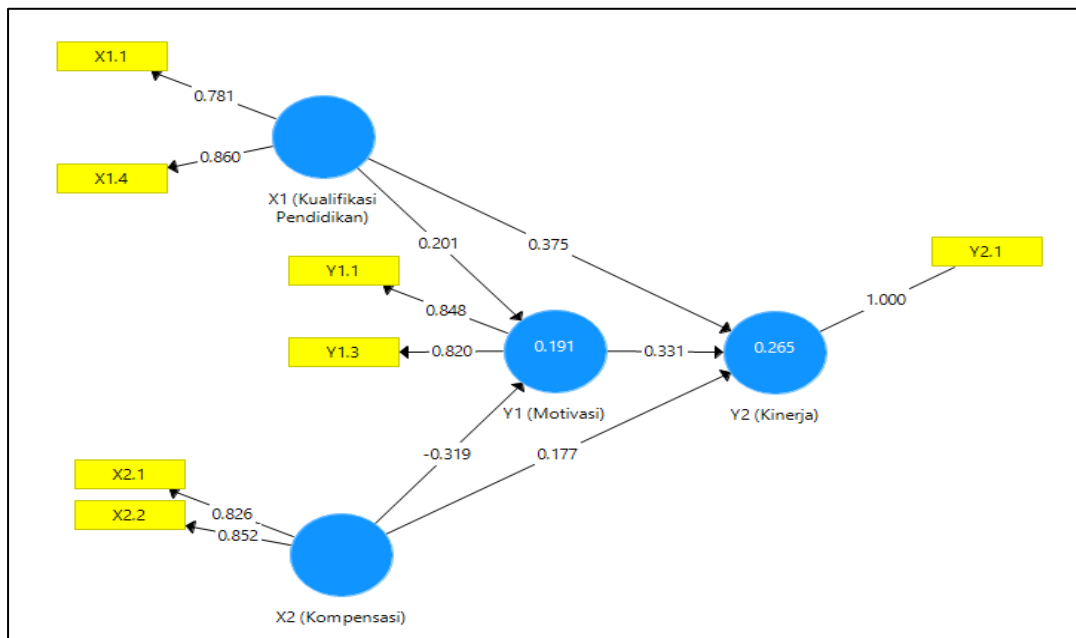 X1.1
0.781
X1.4
0.860
X1 (Kualifikasi
Pendidikan)
0.201
0.375
Y1.1
0.848
Y1.3
0.820
0.191
Y1 (Motivasi)
0.331
0.265
Y2 (Kinerja)
Y2.1
1.000
-0.319
0.177
X2.1
0.826
X2.2
0.852
X2 (Kompensasi)